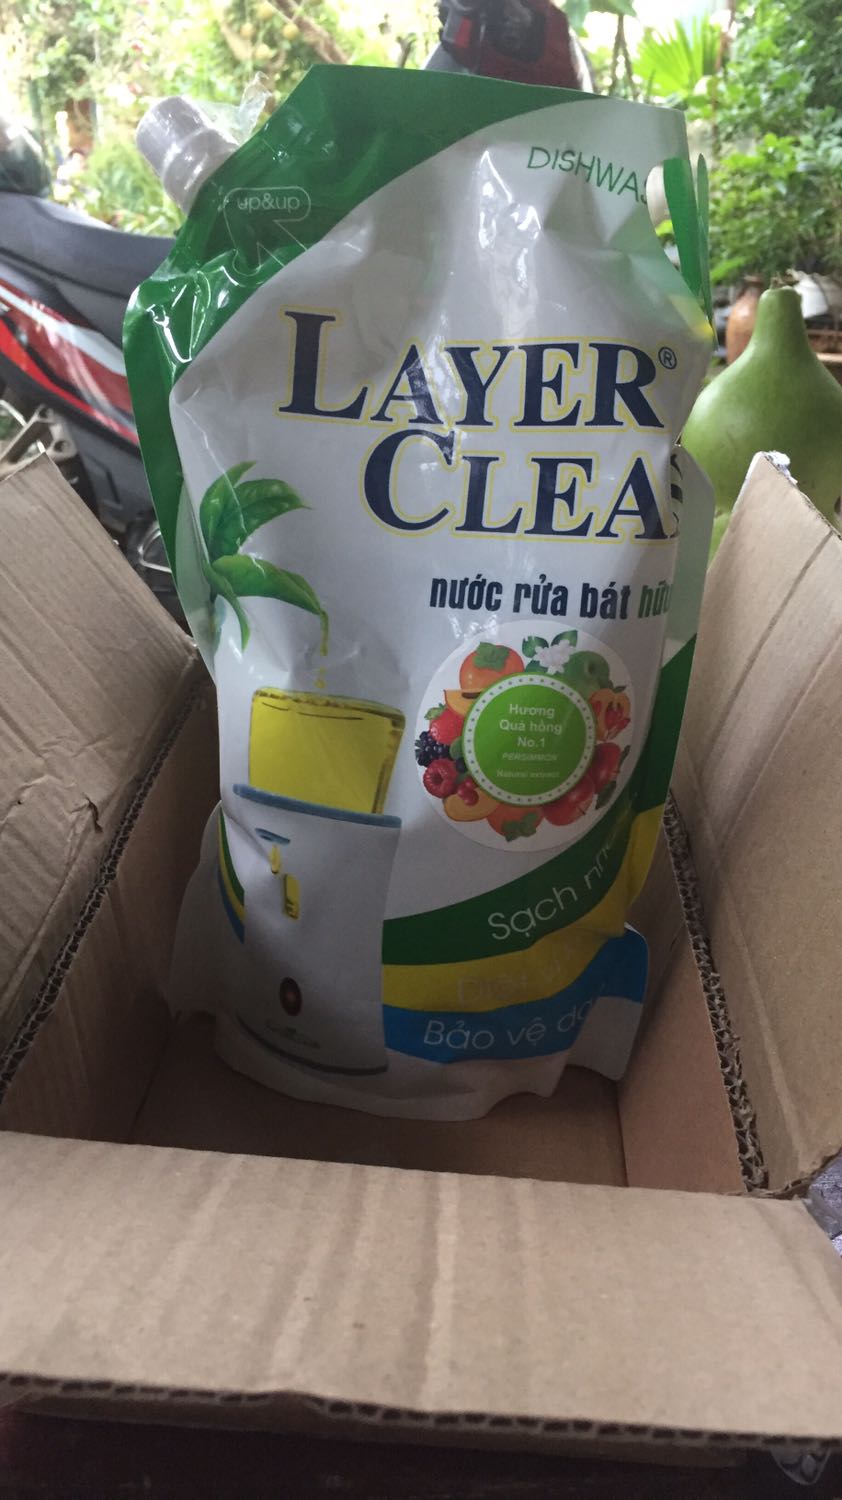 up&up
DISHWAS
LAYER®
CLEA
nước rửa bát hữu
Hương
Quả hồng
No.1
PERSIMMON
Natural extract
Sạch
Bảo vệ da